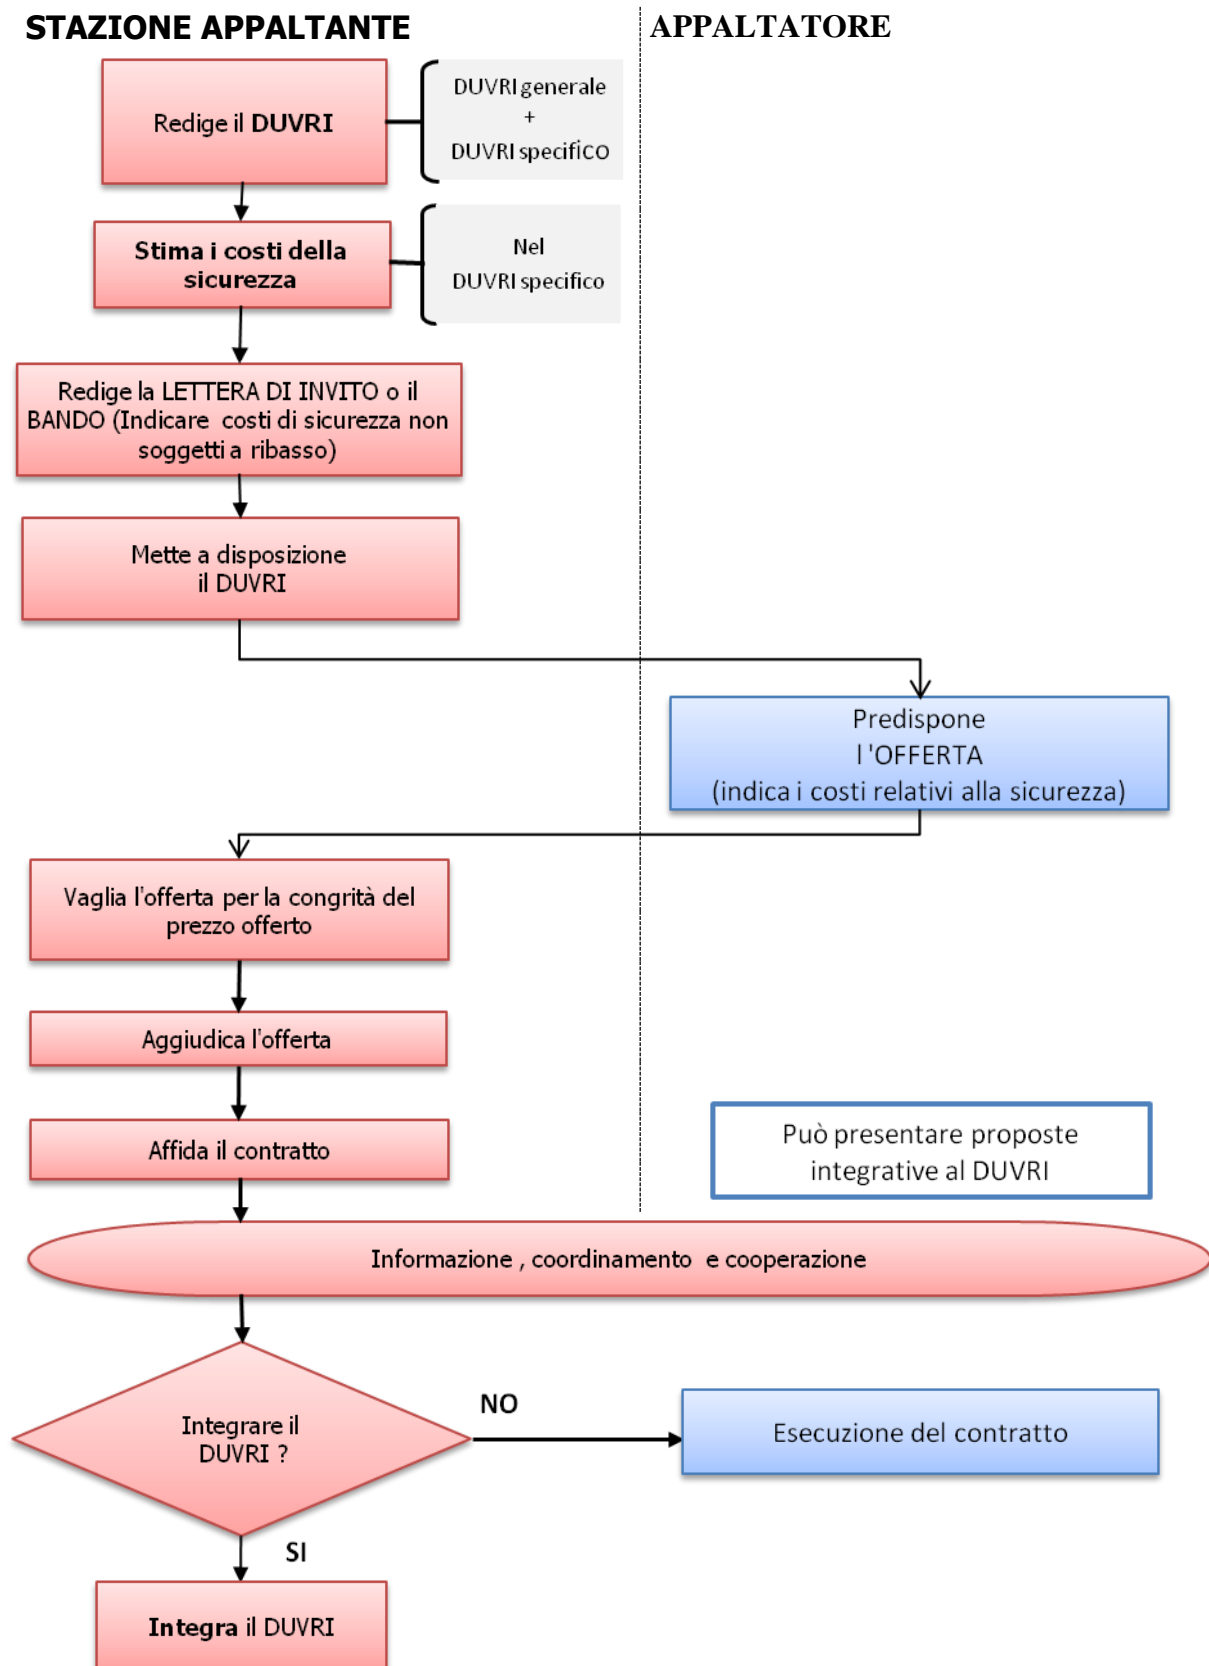 STAZIONE APPALTANTE
APPALTATORE
Redige il DUVRI
DUVRI generale
+
DUVRI specifico
Stima i costi della
sicurezza
Nel
DUVRI specifico
Redige la LETTERA DI INVITO o il
BANDO (Indicare costi di sicurezza non
soggetti a ribasso)
Mette a disposizione
il DUVRI
Predispone
l'OFFERTA
(indica i costi relativi alla sicurezza)
Vaglia l'offerta per la congrità del
prezzo offerto
Aggiudica l'offerta
Affida il contratto
Può presentare proposte
integrative al DUVRI
Informazione , coordinamento e cooperazione
Integrare il
DUVRI ?
NO
Esecuzione del contratto
SI
Integra il DUVRI